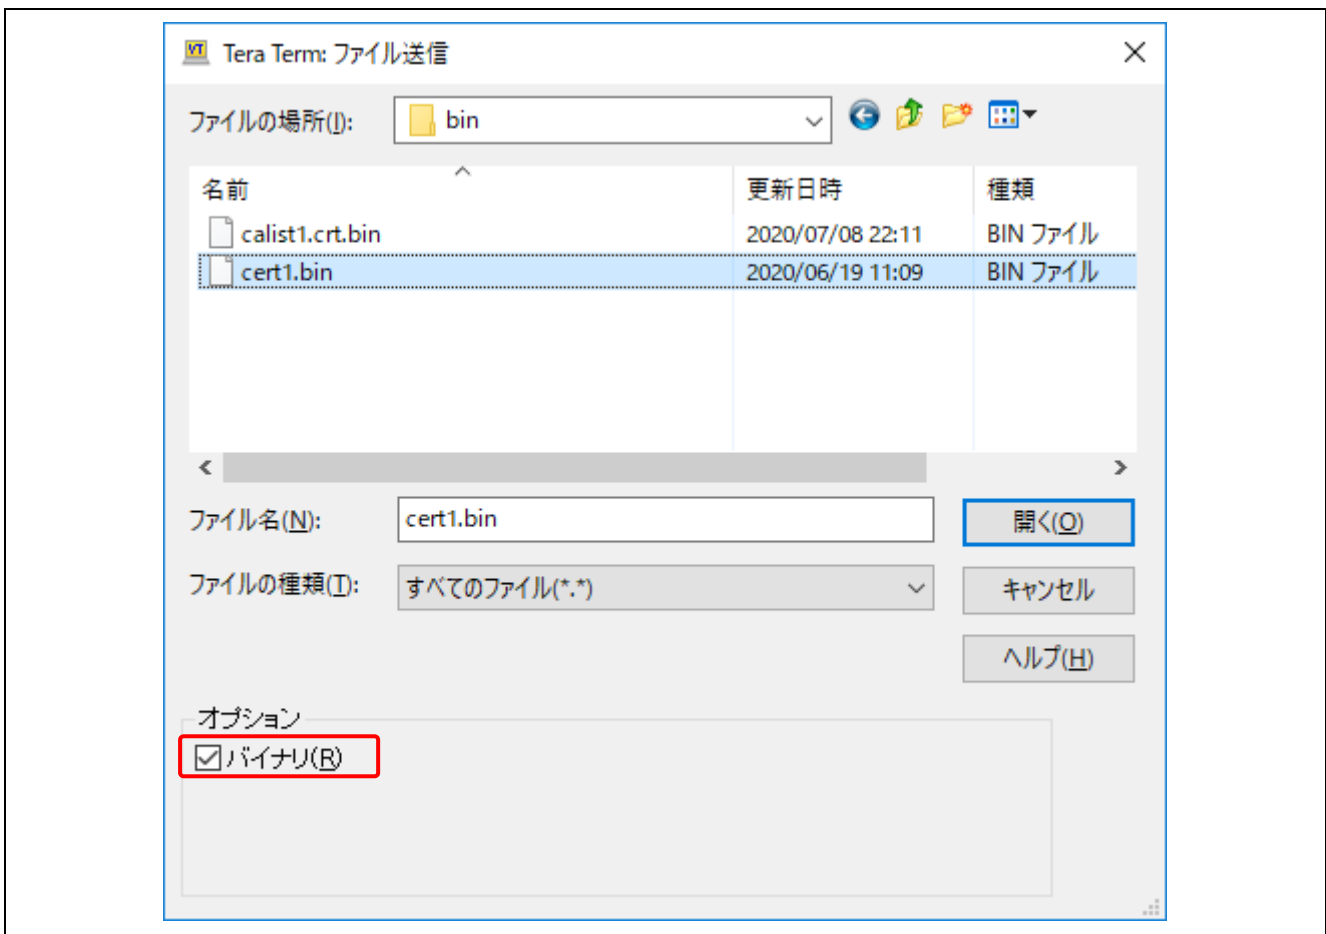 Tera Term: ファイル送信
ファイルの場所(I):
bin
名前 更新日時 種類
calist1.crt.bin 2020/07/08 22:11 BIN ファイル
cert1.bin 2020/06/19 11:09 BIN ファイル
ファイル名(N): cert1.bin 開く(O)
ファイルの種類(T): すべてのファイル(*.*) キャンセル
ヘルプ(H)
オプション
バイナリ(R)